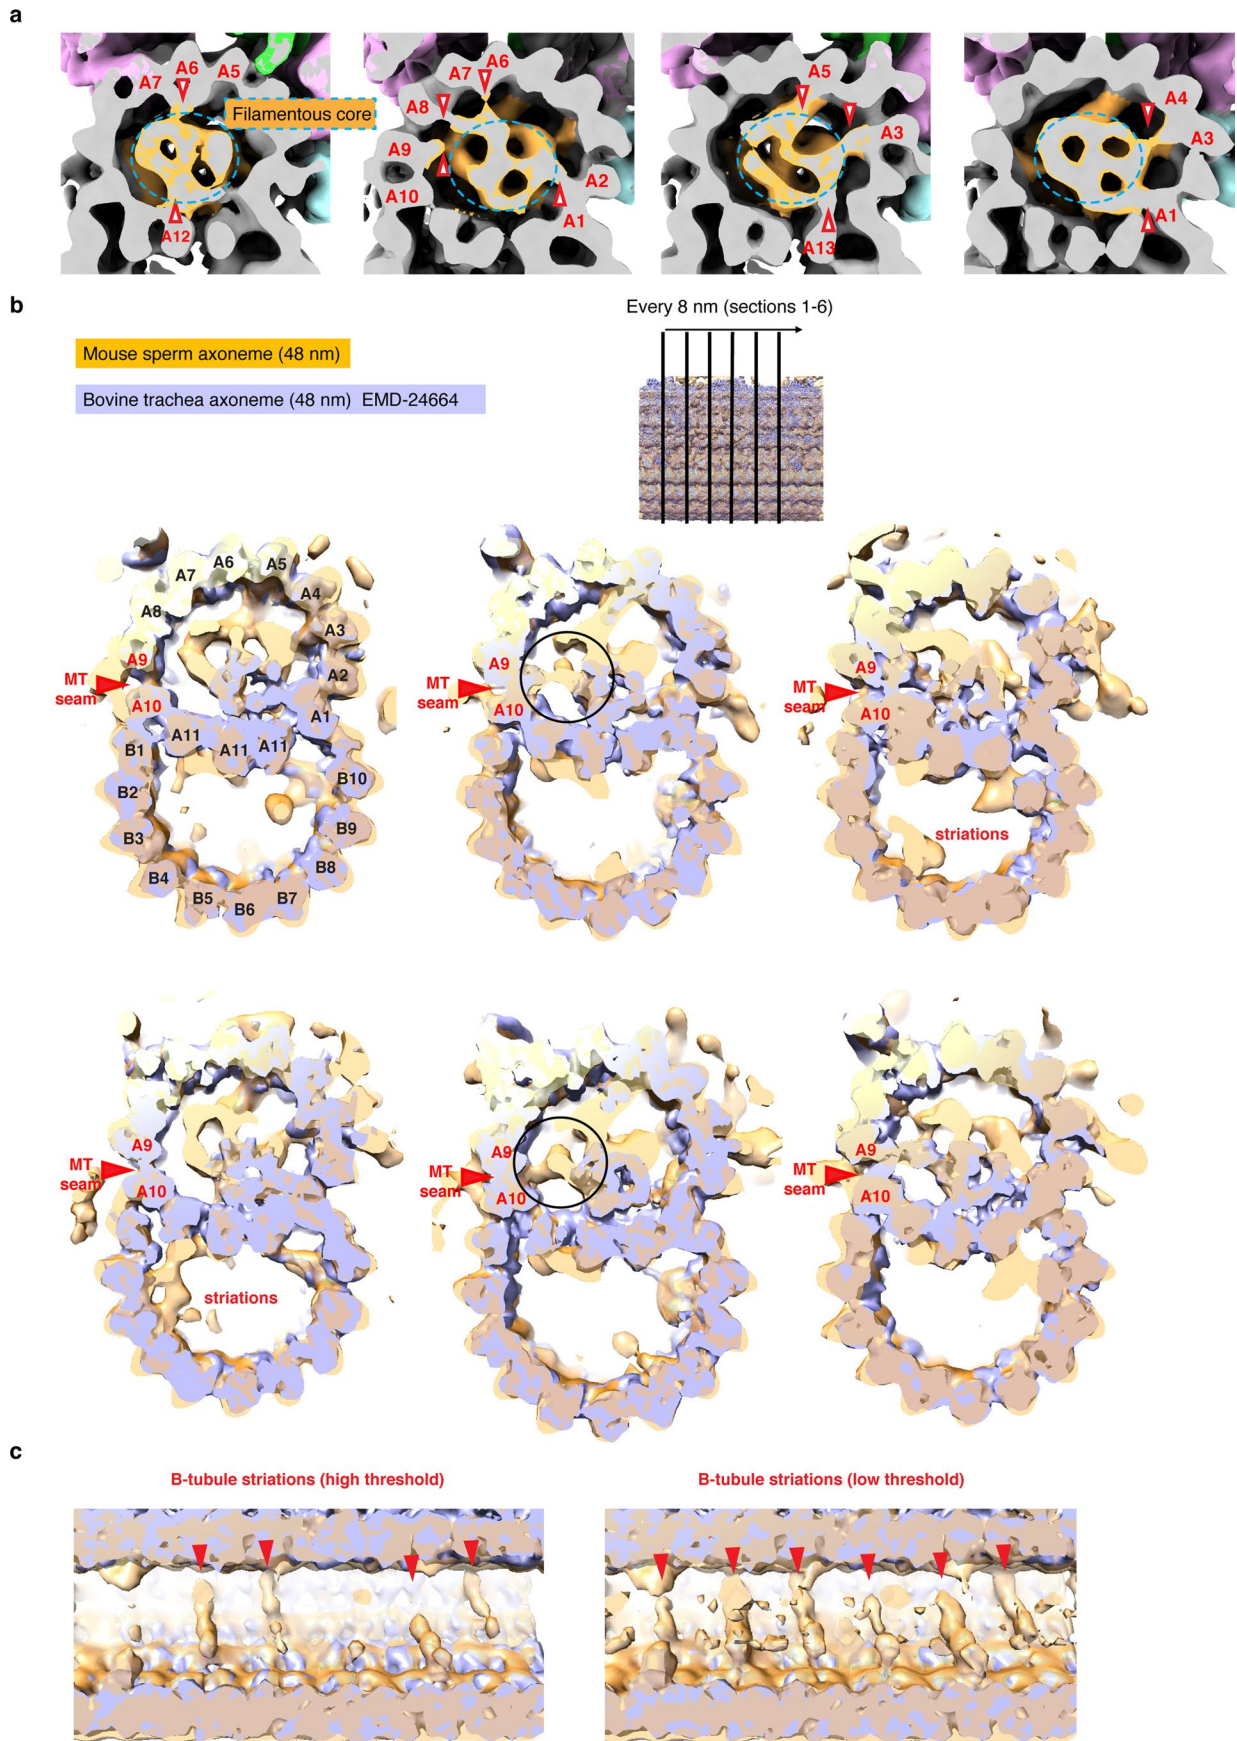 a
A7 A6 A5
Filamentous core
A12
A7 A6
A8
A9
A10
A2
A1
A5
A3
A13
A4
A3
A1
b
Every 8 nm (sections 1-6)
Mouse sperm axoneme (48 nm)
Bovine trachea axoneme (48 nm) EMD-24664
A7 A6 A5
A8 A4
A3
A9
A2
MT
seam
A10
A1
B1 A11 A11 A11
B2 B10
B3 B9
B4 B8
B5 B6 B7
A9
MT
seam
A10
A9
MT
seam
A10
striations
A9
MT
seam
A10
striations
A9
MT
seam
A10
A9
MT
seam
A10
c
B-tubule striations (high threshold)
B-tubule striations (low threshold)